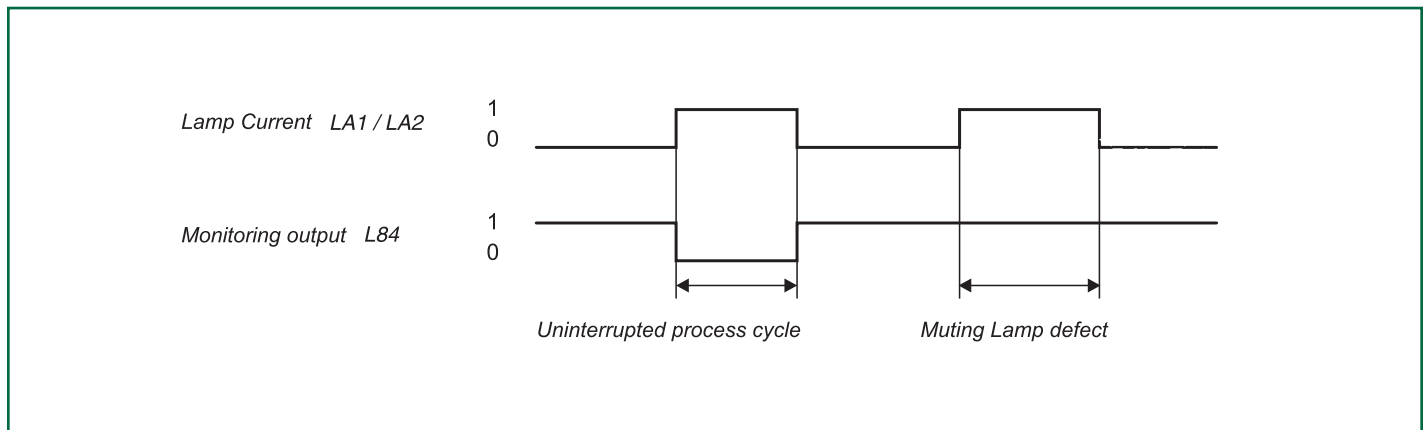 Lamp Current LA1 / LA2
1
0
Monitoring output L84
1
0
Uninterrupted process cycle
Muting Lamp defect